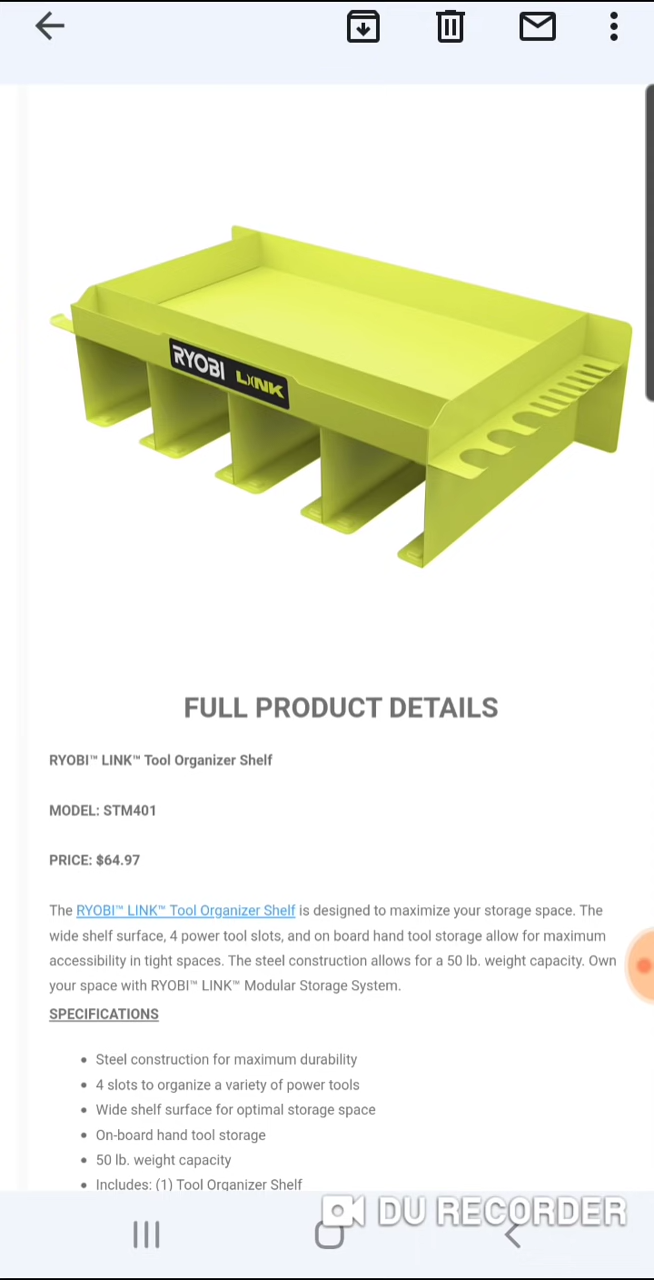 RYOBI LINK
FULL PRODUCT DETAILS
RYOBI™ LINK™ Tool Organizer Shelf
MODEL: STM401
PRICE: $64.97
The RYOBI™ LINK™ Tool Organizer Shelf is designed to maximize your storage space. The
wide shelf surface, 4 power tool slots, and on board hand tool storage allow for maximum
accessibility in tight spaces. The steel construction allows for a 50 lb. weight capacity. Own
your space with RYOBI™ LINK™ Modular Storage System.
SPECIFICATIONS
• Steel construction for maximum durability
• 4 slots to organize a variety of power tools
• Wide shelf surface for optimal storage space
• On-board hand tool storage
• 50 lb. weight capacity
• Includes: (1) Tool Organizer Shelf
DU RECORDER